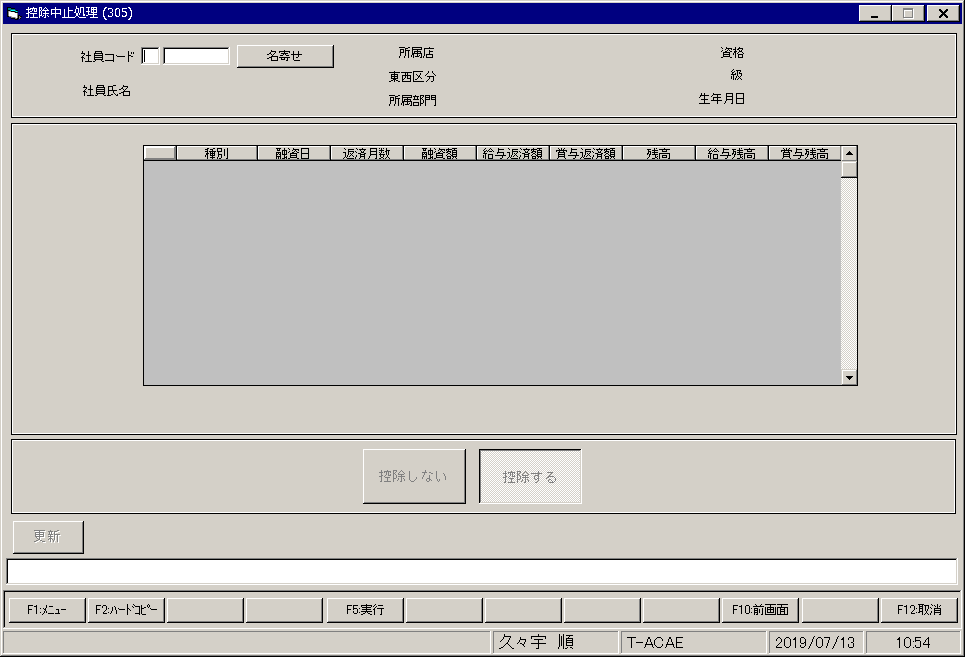 控除中止処理 (305)
社員コード 名寄せ 所属店 資格
東西区分 級
社員氏名
所属部門 生年月日
種別 融資日 返済月数 融資額 給与返済額 賞与返済額 残高 給与残高 賞与残高
控除しない 控除する
更新
F1:ﾒﾆｭｰ F2:ﾊｰﾄﾞｺﾋﾟｰ F5:実行 F10:前画面 F12:取消
久々宇 順 T-ACAE 2019/07/13 10:54